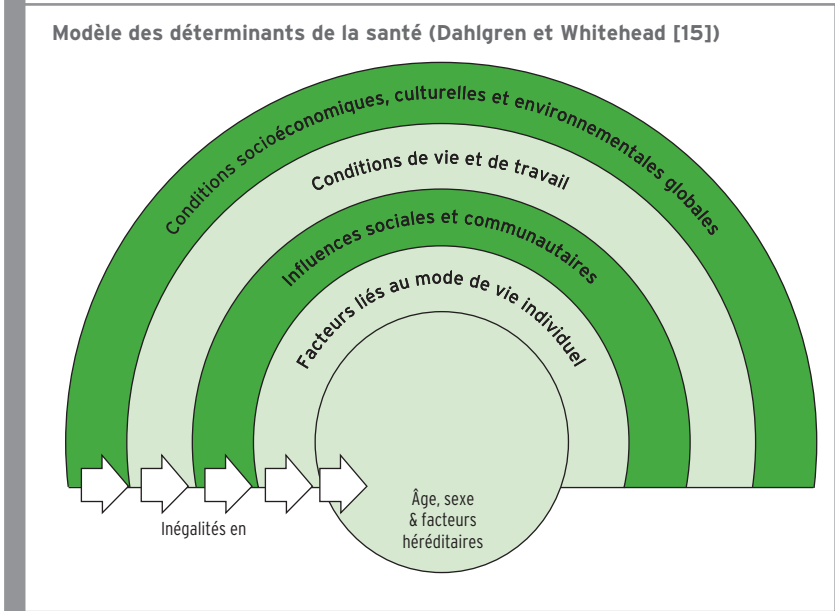 Modèle des déterminants de la santé (Dahlgren et Whitehead [15])
Conditions socioéconomiques, culturelles et environnementales globales
Conditions de vie et de travail
Influences sociales et communautaires
Facteurs liés au mode de vie individuel
Âge, sexe
& facteurs
héréditaires
Inégalités en